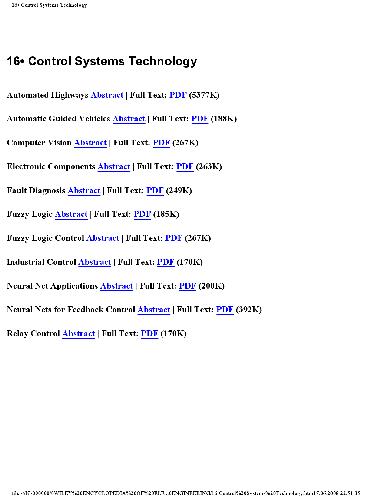 16• Control Systems Technology
16• Control Systems Technology
Automated Highways Abstract | Full Text: PDF (5377K)
Automatic Guided Vehicles Abstract | Full Text: PDF (188K)
Computer Vision Abstract | Full Text: PDF (267K)
Electronic Components Abstract | Full Text: PDF (263K)
Fault Diagnosis Abstract | Full Text: PDF (249K)
Fuzzy Logic Abstract | Full Text: PDF (185K)
Fuzzy Logic Control Abstract | Full Text: PDF (267K)
Industrial Control Abstract | Full Text: PDF (170K)
Neural Net Applications Abstract | Full Text: PDF (200K)
Neural Nets for Feedback Control Abstract | Full Text: PDF (392K)
Relay Control Abstract | Full Text: PDF (170K)